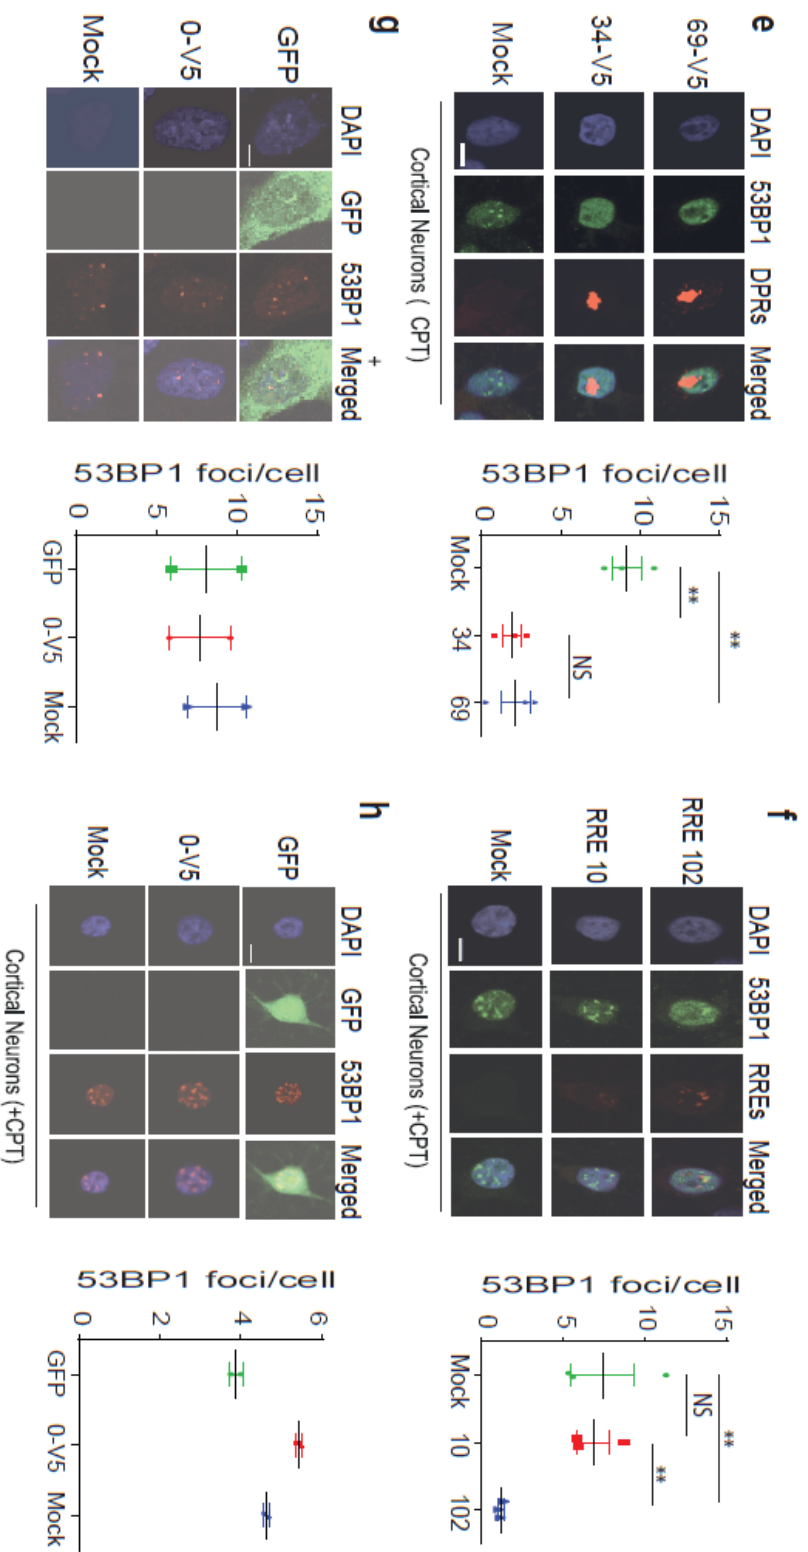 e
DAPI 53BP1 DPRs Merged
69-V5
34-V5
Mock
Cortical Neurons ( CPT)
53BP1 foci/cell
15
10
5
0
**
**
NS
Mock 34 69
f
DAPI 53BP1 RREs Merged
RRE 102
RRE 10
Mock
Cortical Neurons (+CPT)
53BP1 foci/cell
15
10
5
0
**
NS
**
Mock 10 102
g
+
DAPI GFP 53BP1 Merged
GFP
0-V5
Mock
53BP1 foci/cell
15
10
5
0
GFP 0-V5 Mock
h
DAPI GFP 53BP1 Merged
GFP
0-V5
Mock
Cortical Neurons (+CPT)
53BP1 foci/cell
6
4
2
0
GFP 0-V5 Mock